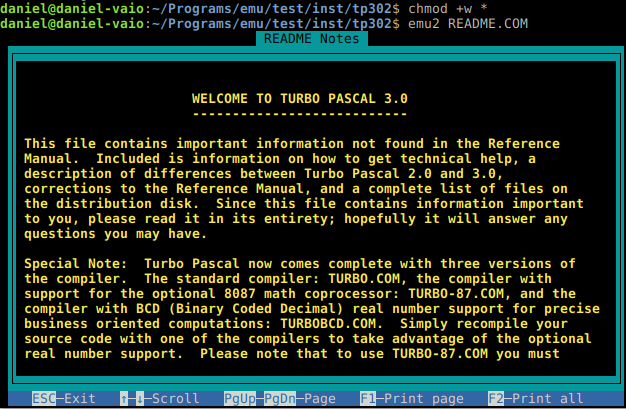 daniel@daniel-vaio:~/Programs/emu/test/inst/tp302$ chmod +w *
daniel@daniel-vaio:~/Programs/emu/test/inst/tp302$ emu2 README.COM
README Notes
WELCOME TO TURBO PASCAL 3.0
---------------------------
This file contains important information not found in the Reference
Manual.  Included is information on how to get technical help, a
description of differences between Turbo Pascal 2.0 and 3.0,
corrections to the Reference Manual, and a complete list of files on
the distribution disk.  Since this file contains information important
to you, please read it in its entirety; hopefully it will answer any
questions you may have.
Special Note:  Turbo Pascal now comes complete with three versions of
the compiler.  The standard compiler: TURBO.COM, the compiler with
support for the optional 8087 math coprocessor: TURBO-87.COM, and the
compiler with BCD (Binary Coded Decimal) real number support for precise
business oriented computations: TURBOBCD.COM.  Simply recompile your
source code with one of the compilers to take advantage of the optional
real number support.  Please note that to use TURBO-87.COM you must
ESC─Exit   ↑─↓─Scroll   PgUp─PgDn─Page   F1─Print page   F2─Print all